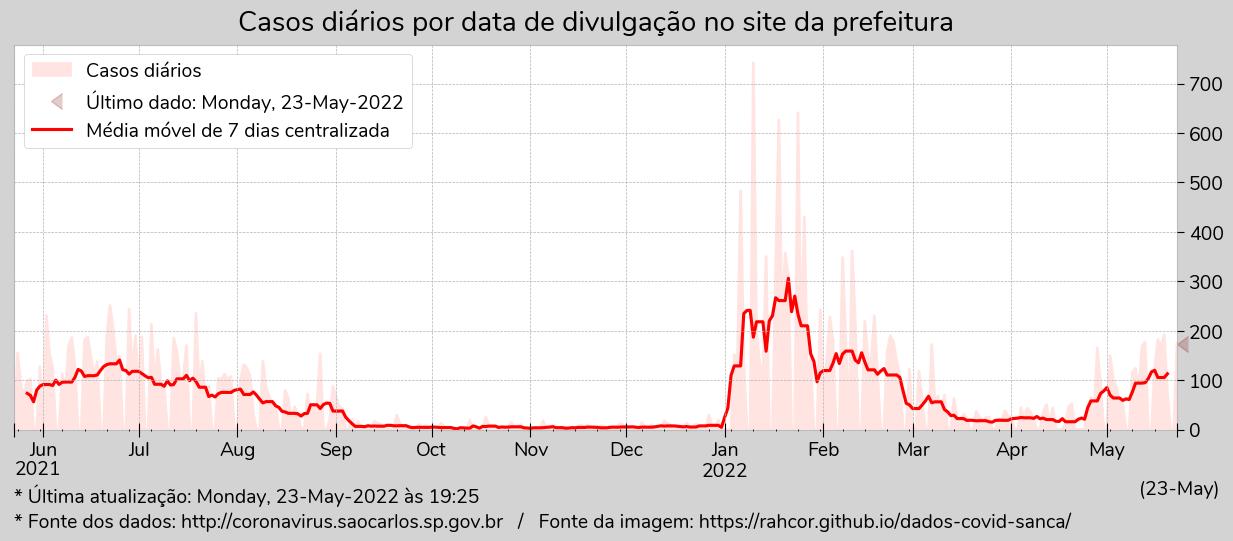 Casos diários por data de divulgação no site da prefeitura
Casos diários
Último dado: Monday, 23-May-2022
Média móvel de 7 dias centralizada
700
600
500
400
300
200
100
0
Jun Jul Aug Sep Oct Nov Dec Jan Feb Mar Apr May
2021 2022
(23-May)
* Última atualização: Monday, 23-May-2022 às 19:25
* Fonte dos dados: http://coronavirus.saocarlos.sp.gov.br / Fonte da imagem: https://rahcor.github.io/dados-covid-sanca/